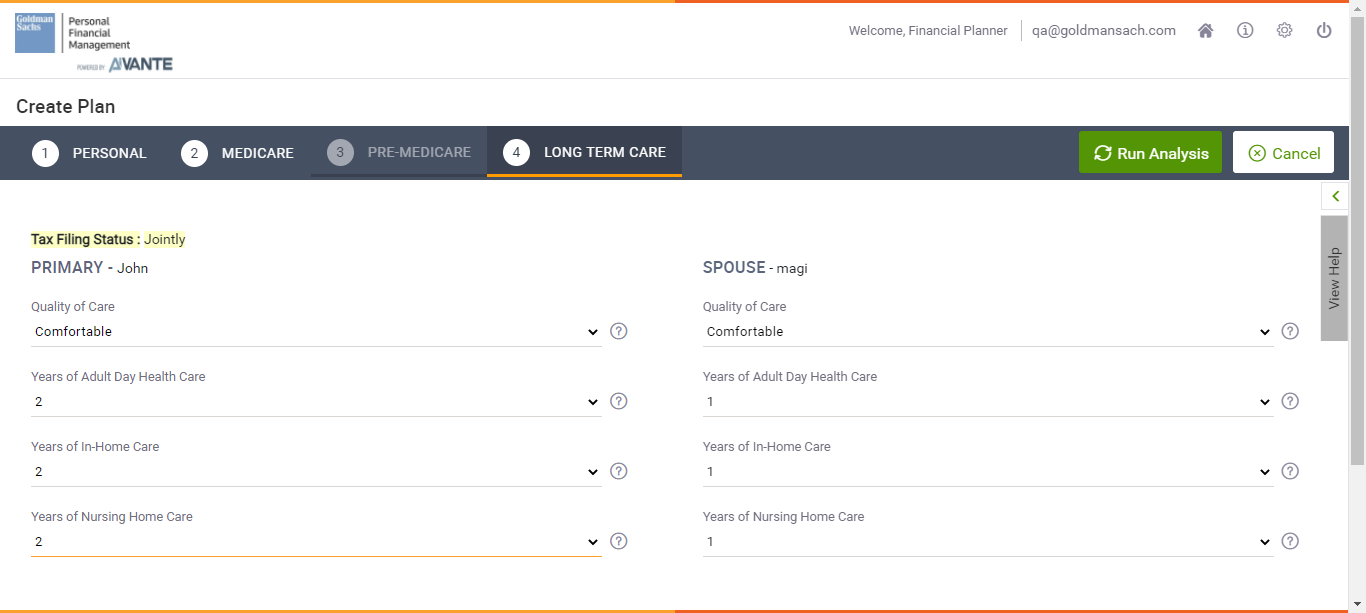 Goldman
Sachs
Personal
Financial
Management
POWERED BY AIVANTE
Welcome, Financial Planner
qa@goldmansach.com
Create Plan
1 PERSONAL
2 MEDICARE
3 PRE-MEDICARE
4 LONG TERM CARE
Run Analysis
Cancel
View Help
Tax Filing Status : Jointly
PRIMARY - John
Quality of Care
Comfortable
?
Years of Adult Day Health Care
2
?
Years of In-Home Care
2
?
Years of Nursing Home Care
2
?
SPOUSE - magi
Quality of Care
Comfortable
?
Years of Adult Day Health Care
1
?
Years of In-Home Care
1
?
Years of Nursing Home Care
1
?